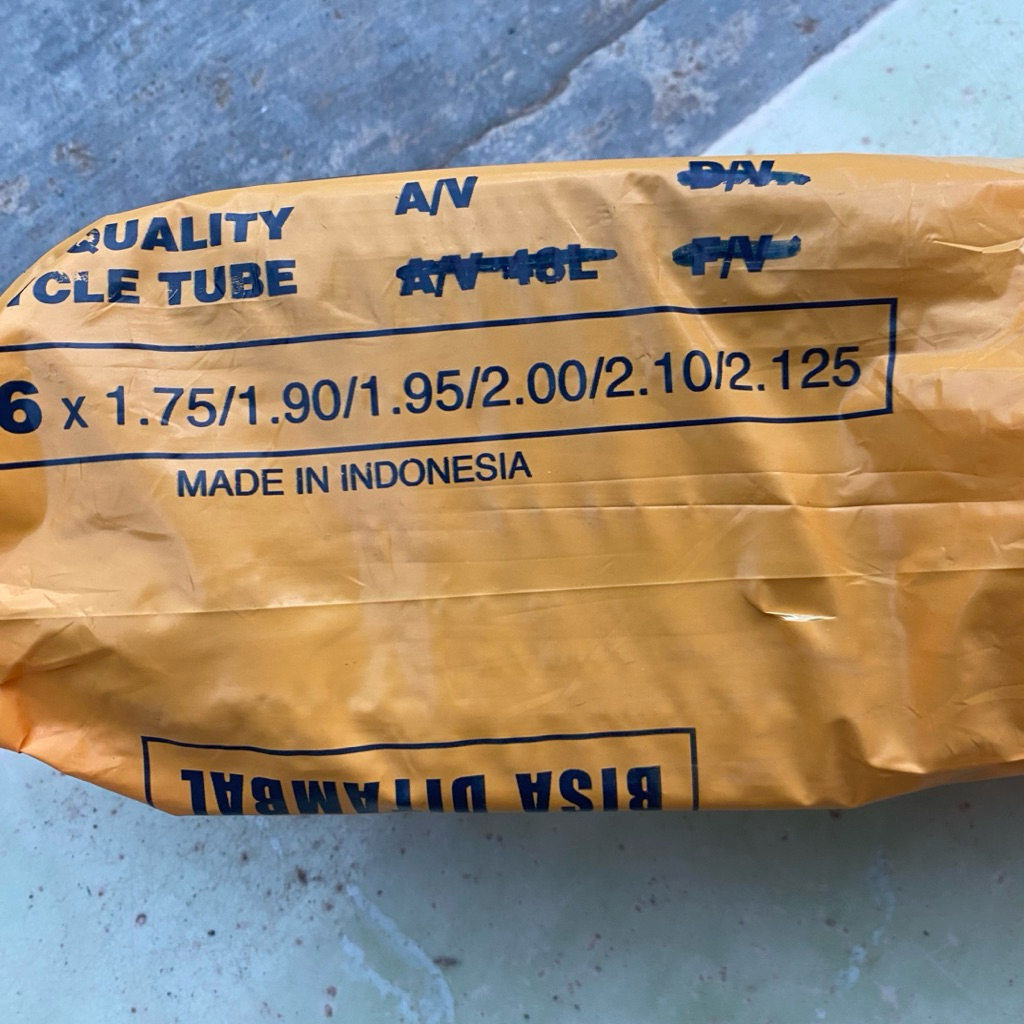 QUALITY
CLE TUBE
A/V
D/V
A/V 48L
F/V
6 x 1.75/1.90/1.95/2.00/2.10/2.125
MADE IN INDONESIA
BISA DITAMBAL